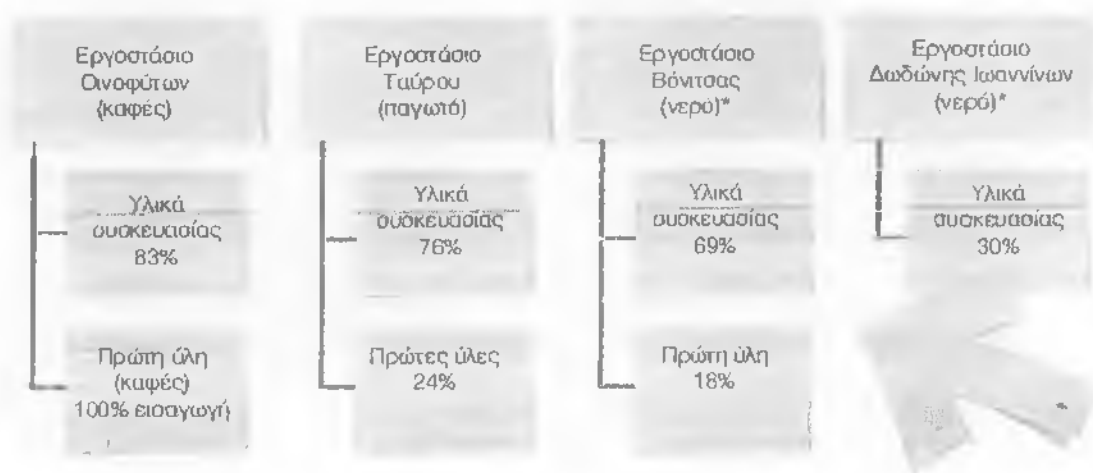 Εργοστάσιο
Οινοφύτων
(καφές)
Υλικά
συσκευασίας
83%
Πρώτη ύλη
(καφές)
100% εισαγωγή
Εργοστάσιο
Ταύρου
(παγωτό)
Υλικά
συσκευασίας
76%
Πρώτες ύλες
24%
Εργοστάσιο
Βόνιτσας
(νερό)*
Υλικά
συσκευασίας
69%
Πρώτη ύλη
18%
Εργοστάσιο
Δωδώνης Ιωαννίνων
(νερό)*
Υλικά
συσκευασίας
30%